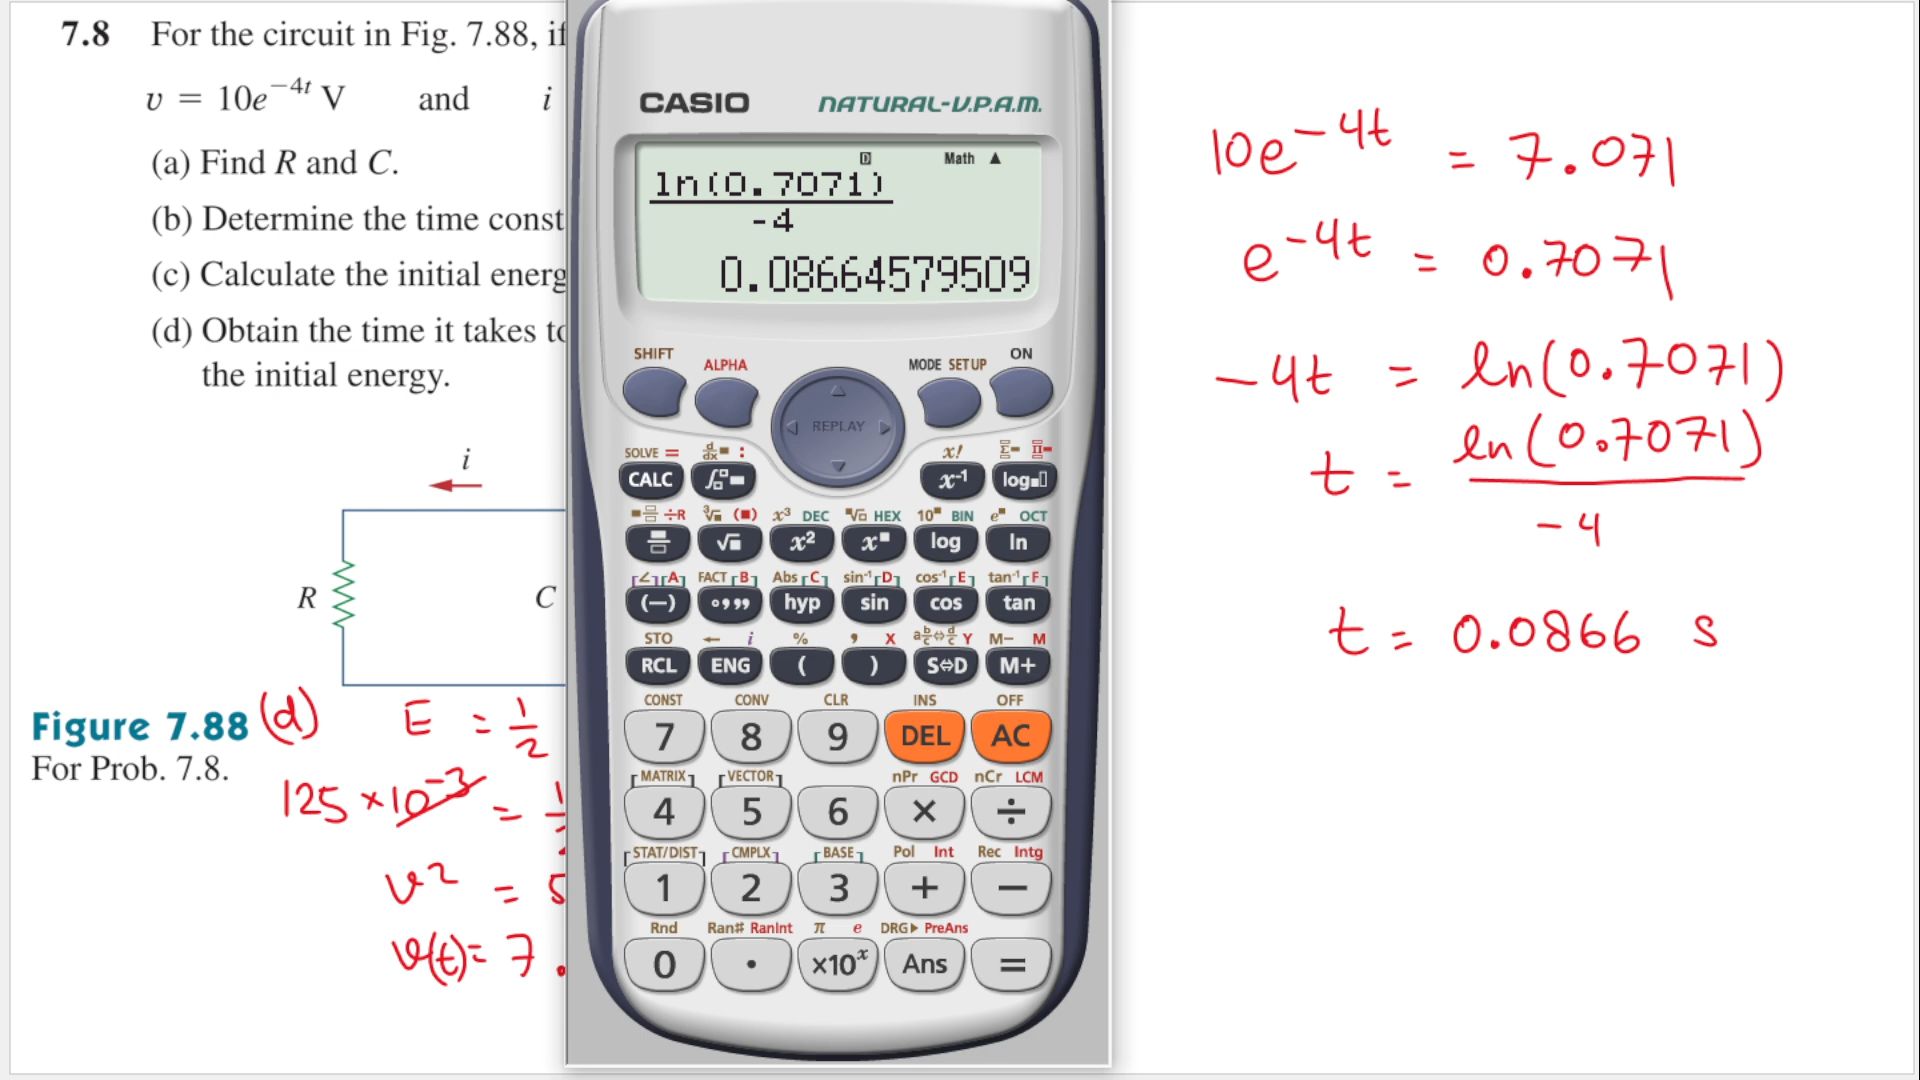 7.8 For the circuit in Fig. 7.88, if
v = 10e^{-4t} V and i
(a) Find R and C.
(b) Determine the time const
(c) Calculate the initial energ
(d) Obtain the time it takes to
the initial energy.
i
R
C
Figure 7.88
For Prob. 7.8.
(d) E = 1/2
125 × 10^{-3} =
v² = 5
v(t) = 7.
CASIO NATURAL-V.P.A.M.
D Math ▲
ln(0.7071)
-4
0.08664579509
SHIFT ALPHA MODE SETUP ON
REPLAY
SOLVE = d/dx : x! Σ- Π-
CALC ∫ x⁻¹ log
÷R ³√ x³ DEC √ HEX 10 BIN e OCT
√ x² x log ln
∠ A FACT B Abs C sin⁻¹ D cos⁻¹ E tan⁻¹ F
(−) °,,, hyp sin cos tan
STO ← i % , X a b/c⇔d/c Y M− M
RCL ENG ( ) S⇔D M+
CONST CONV CLR INS OFF
7 8 9 DEL AC
MATRIX VECTOR nPr GCD nCr LCM
4 5 6 × ÷
STAT/DIST CMPLX BASE Pol Int Rec Intg
1 2 3 + −
Rnd Ran# RanInt π e DRG▶ PreAns
0 . ×10ˣ Ans =
10e^{-4t} = 7.071
e^{-4t} = 0.7071
-4t = ln(0.7071)
t = ln(0.7071)
-4
t = 0.0866 s